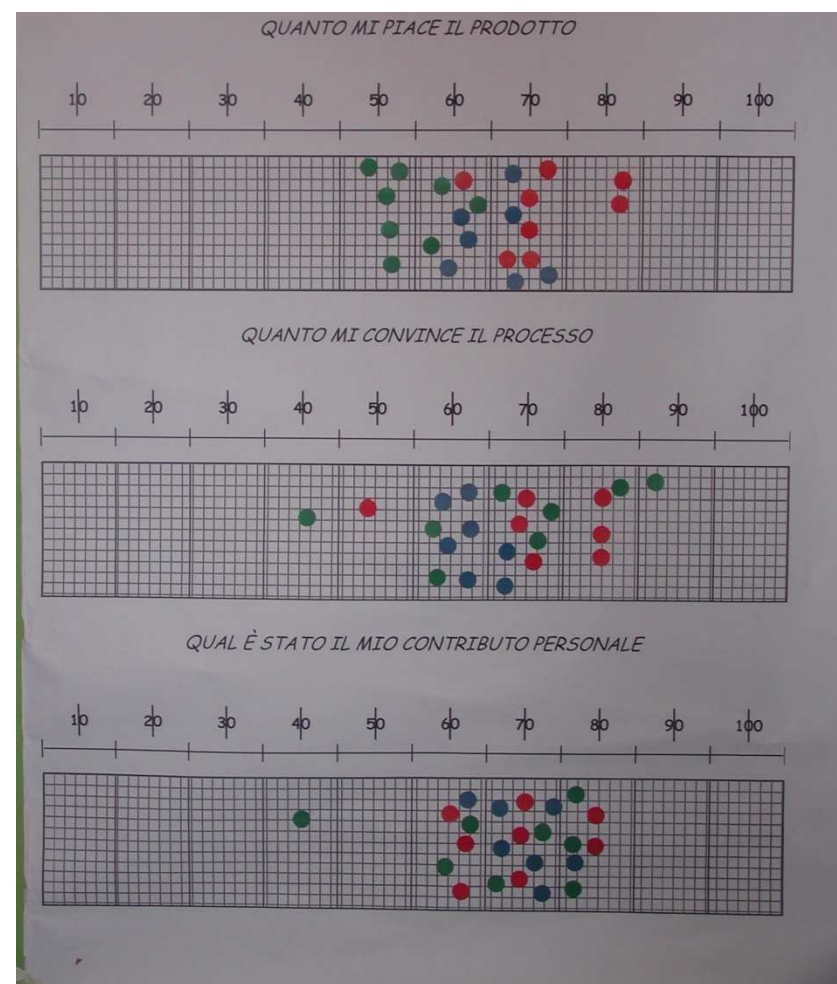 QUANTO MI PIACE IL PRODOTTO
10 20 30 40 50 60 70 80 90 100
QUANTO MI CONVINCE IL PROCESSO
10 20 30 40 50 60 70 80 90 100
QUAL È STATO IL MIO CONTRIBUTO PERSONALE
10 20 30 40 50 60 70 80 90 100